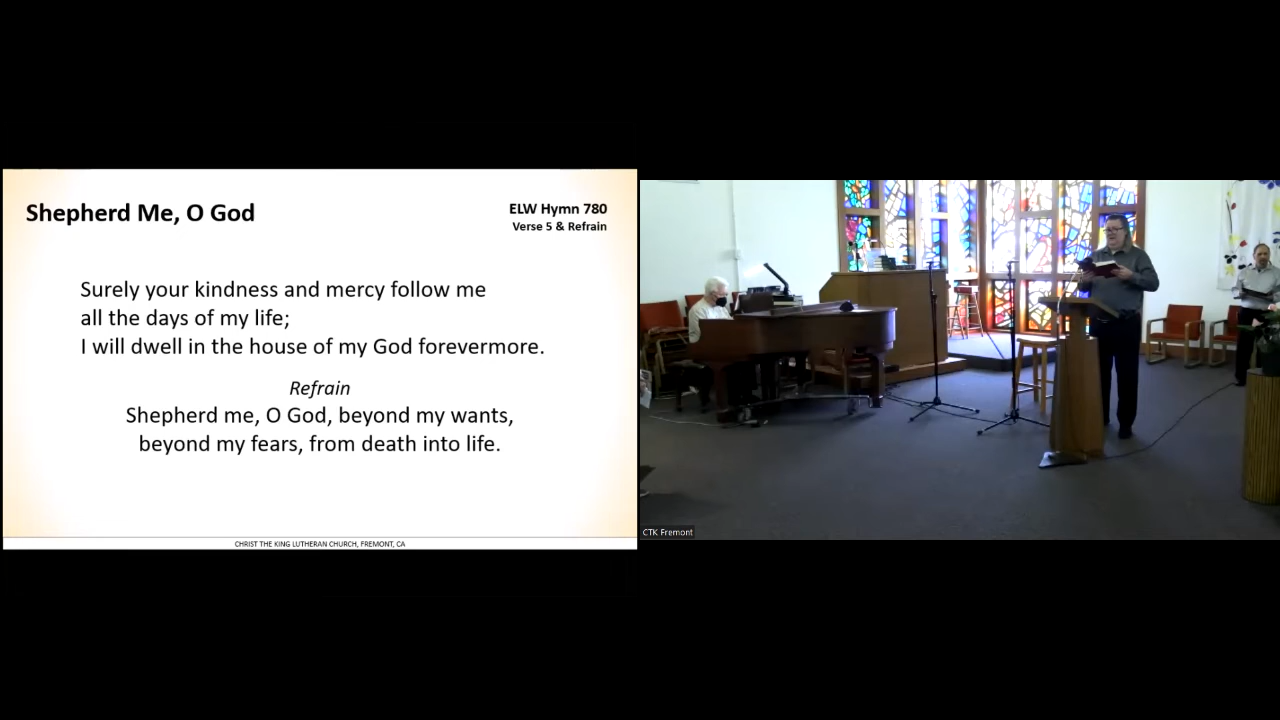 Shepherd Me, O God
ELW Hymn 780
Verse 5 & Refrain
Surely your kindness and mercy follow me
all the days of my life;
I will dwell in the house of my God forevermore.
Refrain
Shepherd me, O God, beyond my wants,
beyond my fears, from death into life.
CHRIST THE KING LUTHERAN CHURCH, FREMONT, CA
CTK Fremont